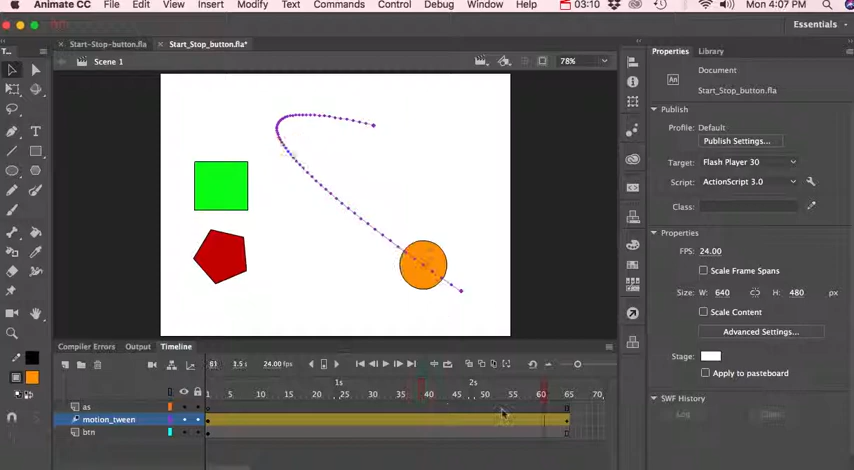 Animate CC File Edit View Insert Modify Text Commands Control Debug Window Help 03:10 Mon 4:07 PM
Essentials
Start-Stop-button.fla Start_Stop_button.fla*
Scene 1 78%
T...
Properties Library
Document
An Start_Stop_button.fla
Publish
Profile: Default
Publish Settings...
Target: Flash Player 30
Script: ActionScript 3.0
Class:
Properties
FPS: 24.00
Scale Frame Spans
Size: W: 640 H: 480 px
Scale Content
Advanced Settings...
Stage:
Apply to pasteboard
SWF History
Log Clear
Compiler Errors Output Timeline
24.00 fps
1s 2s
1 5 10 15 20 25 30 35 40 45 50 55 60 65 70
as
motion_tween
btn